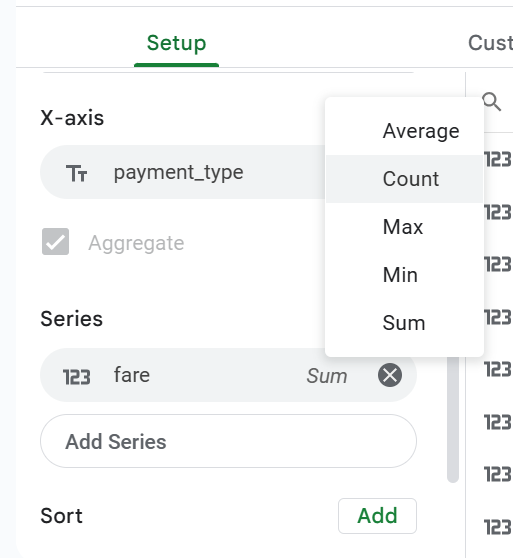 Setup
Cust
X-axis
Average
123
payment_type
Count
123
Max
Aggregate
123
Min
Series
123
Sum
123
123 fare Sum
123
Add Series
123
Sort
Add
123